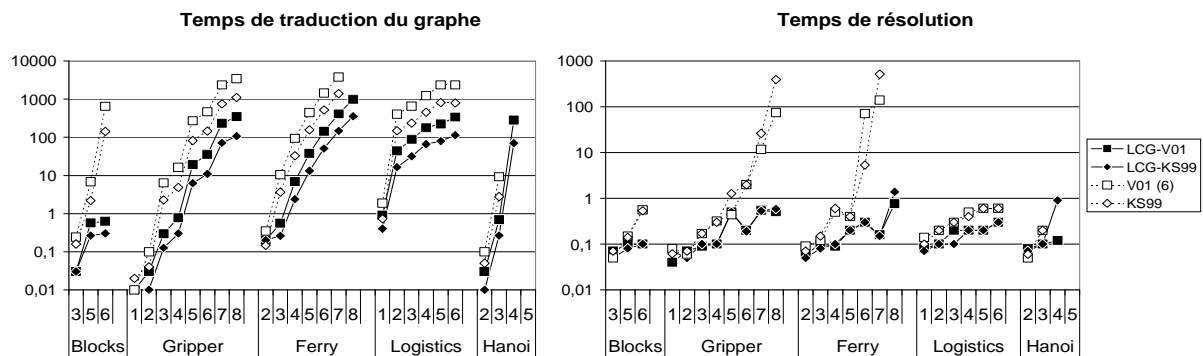 Temps de traduction du graphe
10000
1000
100
10
1
0,1
0,01
3 5 6 1 2 3 4 5 6 7 8 2 3 4 5 6 7 8 1 2 3 4 5 6 2 3 4 5
Blocks Gripper Ferry Logistics Hanoi
Temps de résolution
1000
100
10
1
0,1
0,01
3 5 6 1 2 3 4 5 6 7 8 2 3 4 5 6 7 8 1 2 3 4 5 6 2 3 4 5
Blocks Gripper Ferry Logistics Hanoi
LCG-V01
LCG-KS99
V01 (6)
KS99